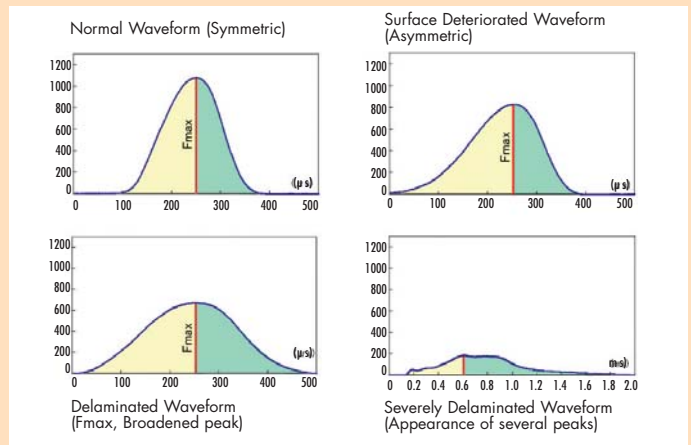 Normal Waveform (Symmetric)
1200
1000
800
600
400
200
0
Fmax
(μs)
0 100 200 300 400 500
Surface Deteriorated Waveform
(Asymmetric)
1200
1000
800
600
400
200
0
Fmax
(μs)
0 100 200 300 400 500
1200
1000
800
600
400
200
0
Fmax
(μs)
0 100 200 300 400 500
Delaminated Waveform
(Fmax, Broadened peak)
1200
1000
800
600
400
200
0
ms)
0 0.2 0.4 0.6 0.8 1.0 1.2 1.4 1.6 1.8 2.0
Severely Delaminated Waveform
(Appearance of several peaks)